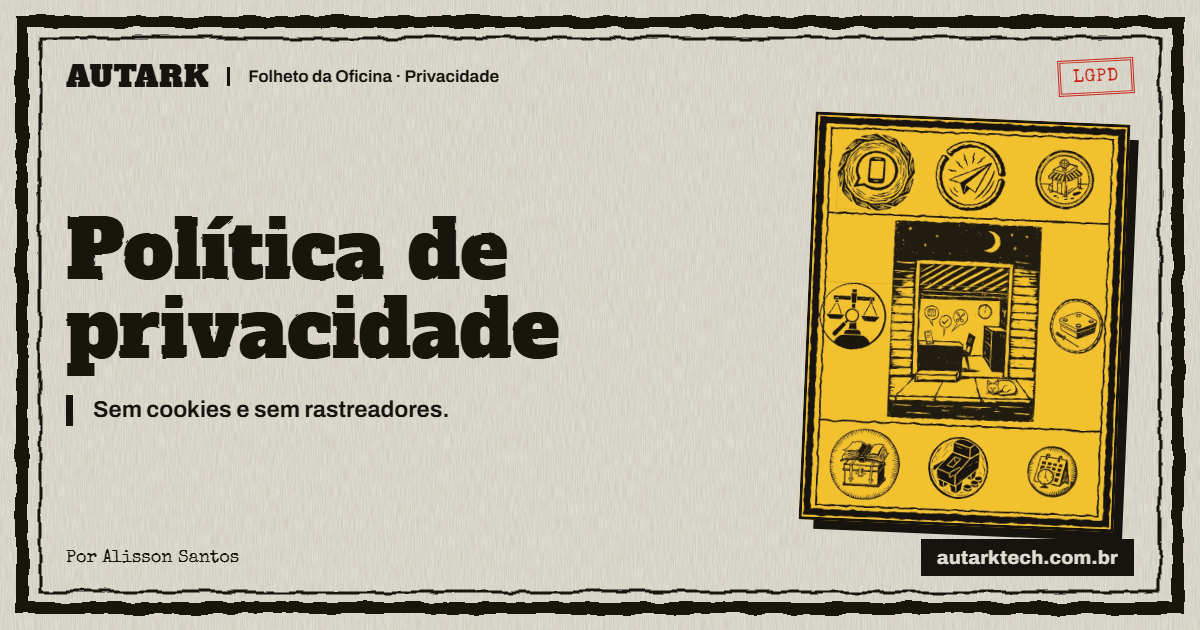 AUTARK
Folheto da Oficina · Privacidade
LGPD
Política de
privacidade
Sem cookies e sem rastreadores.
Por Alisson Santos
autarktech.com.br